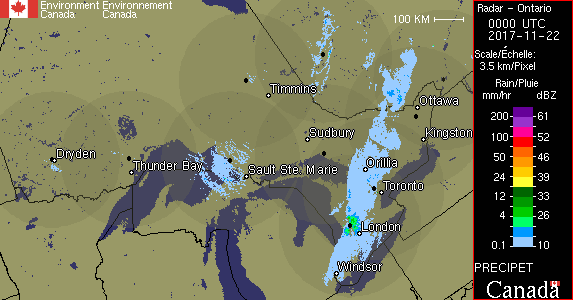 Environment Environnement
Canada Canada
100 KM
Timmins
Ottawa
Sudbury
Kingston
Dryden
Thunder Bay
Sault Ste. Marie
Orillia
Toronto
London
Windsor
Radar - Ontario
0000 UTC
2017-11-22
Scale/Échelle:
3.5 km/Pixel
Rain/Pluie
mm/hr dBZ
200 61
100 52
50 46
24 39
12 33
4 26
0.1 10
PRECIPET
Canada